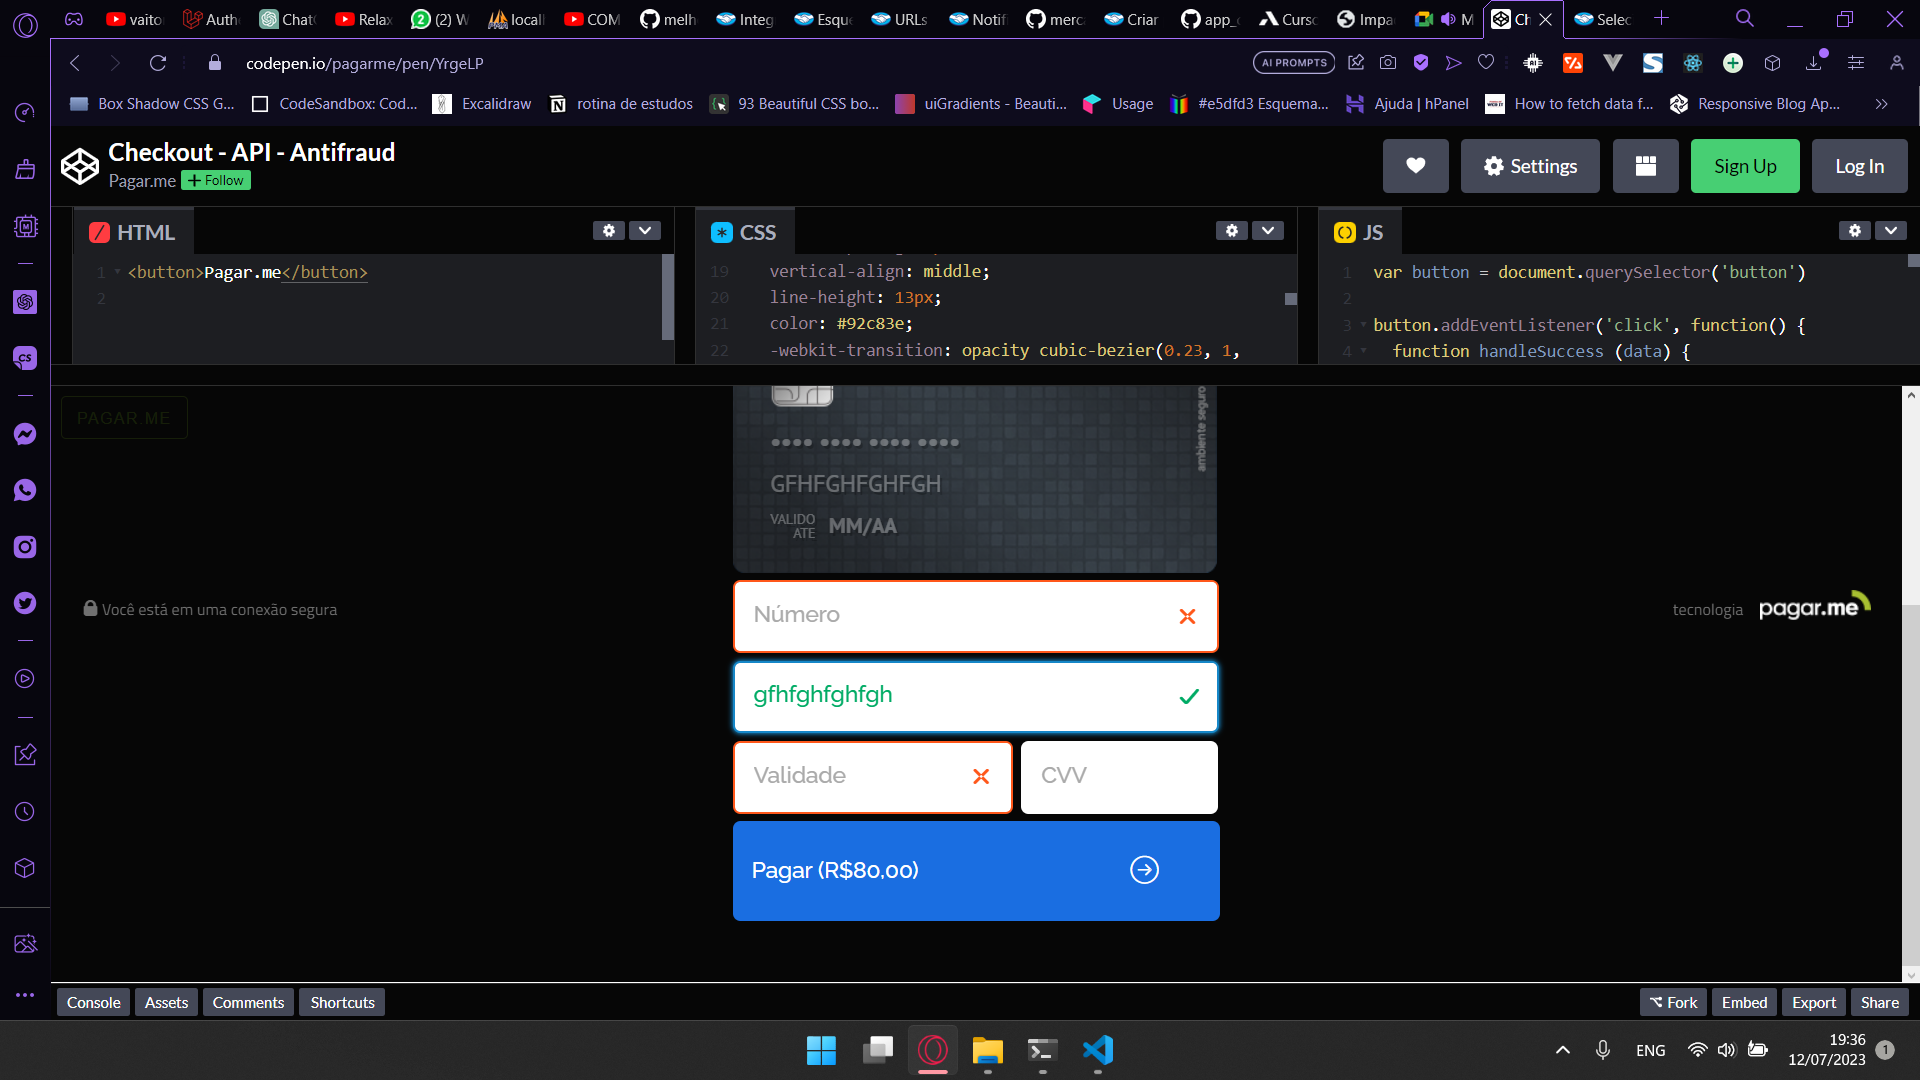 vaito
Auth
ChatG
Relax
(2) W
locall
COM
melh
Integ
Esque
URLs
Notif
merca
Criar
app_c
Curso
Impa
M
Ch
Selec
codepen.io/pagarme/pen/YrgeLP
AI PROMPTS
Box Shadow CSS G...
CodeSandbox: Cod...
Excalidraw
rotina de estudos
93 Beautiful CSS bo...
uiGradients - Beauti...
Usage
#e5dfd3 Esquema...
Ajuda | hPanel
How to fetch data f...
Responsive Blog Ap...
Checkout - API - Antifraud
Pagar.me
+ Follow
Settings
Sign Up
Log In
HTML
CSS
JS
1 <button>Pagar.me</button>
2
19 vertical-align: middle;
20 line-height: 13px;
21 color: #92c83e;
22 -webkit-transition: opacity cubic-bezier(0.23, 1,
1 var button = document.querySelector('button')
2
3 button.addEventListener('click', function() {
4 function handleSuccess (data) {
PAGAR.ME
ambiente seguro
•••• •••• •••• ••••
GFHFGHFGHFGH
VALIDO
ATE
MM/AA
Número
Você está em uma conexão segura
tecnologia
pagar.me
gfhfghfghfgh
Validade
CVV
Pagar (R$80,00)
Console
Assets
Comments
Shortcuts
Fork
Embed
Export
Share
ENG
19:36
12/07/2023
1